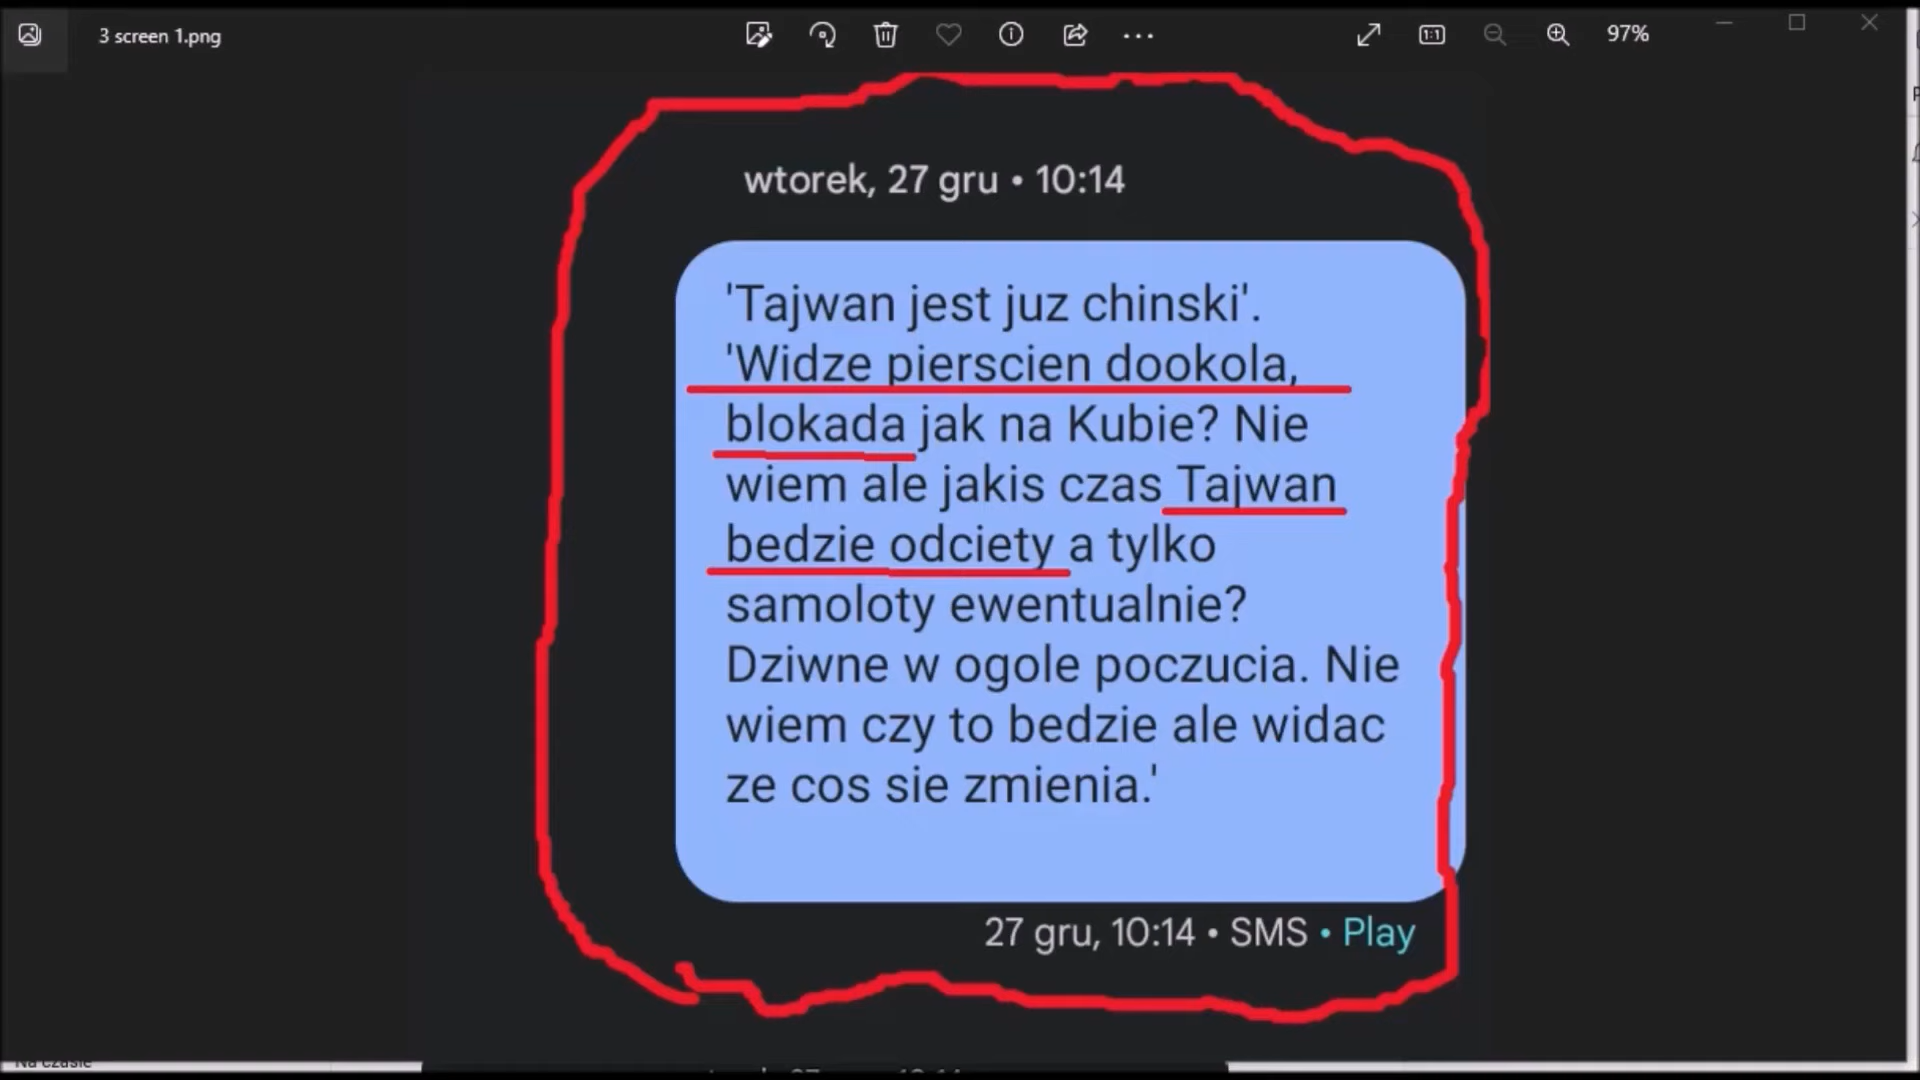 3 screen 1.png
97%
wtorek, 27 gru • 10:14
'Tajwan jest juz chinski'.
'Widze pierscien dookola,
blokada jak na Kubie? Nie
wiem ale jakis czas Tajwan
bedzie odciety a tylko
samoloty ewentualnie?
Dziwne w ogole poczucia. Nie
wiem czy to bedzie ale widac
ze cos sie zmienia.'
27 gru, 10:14 • SMS • Play
Na czasie